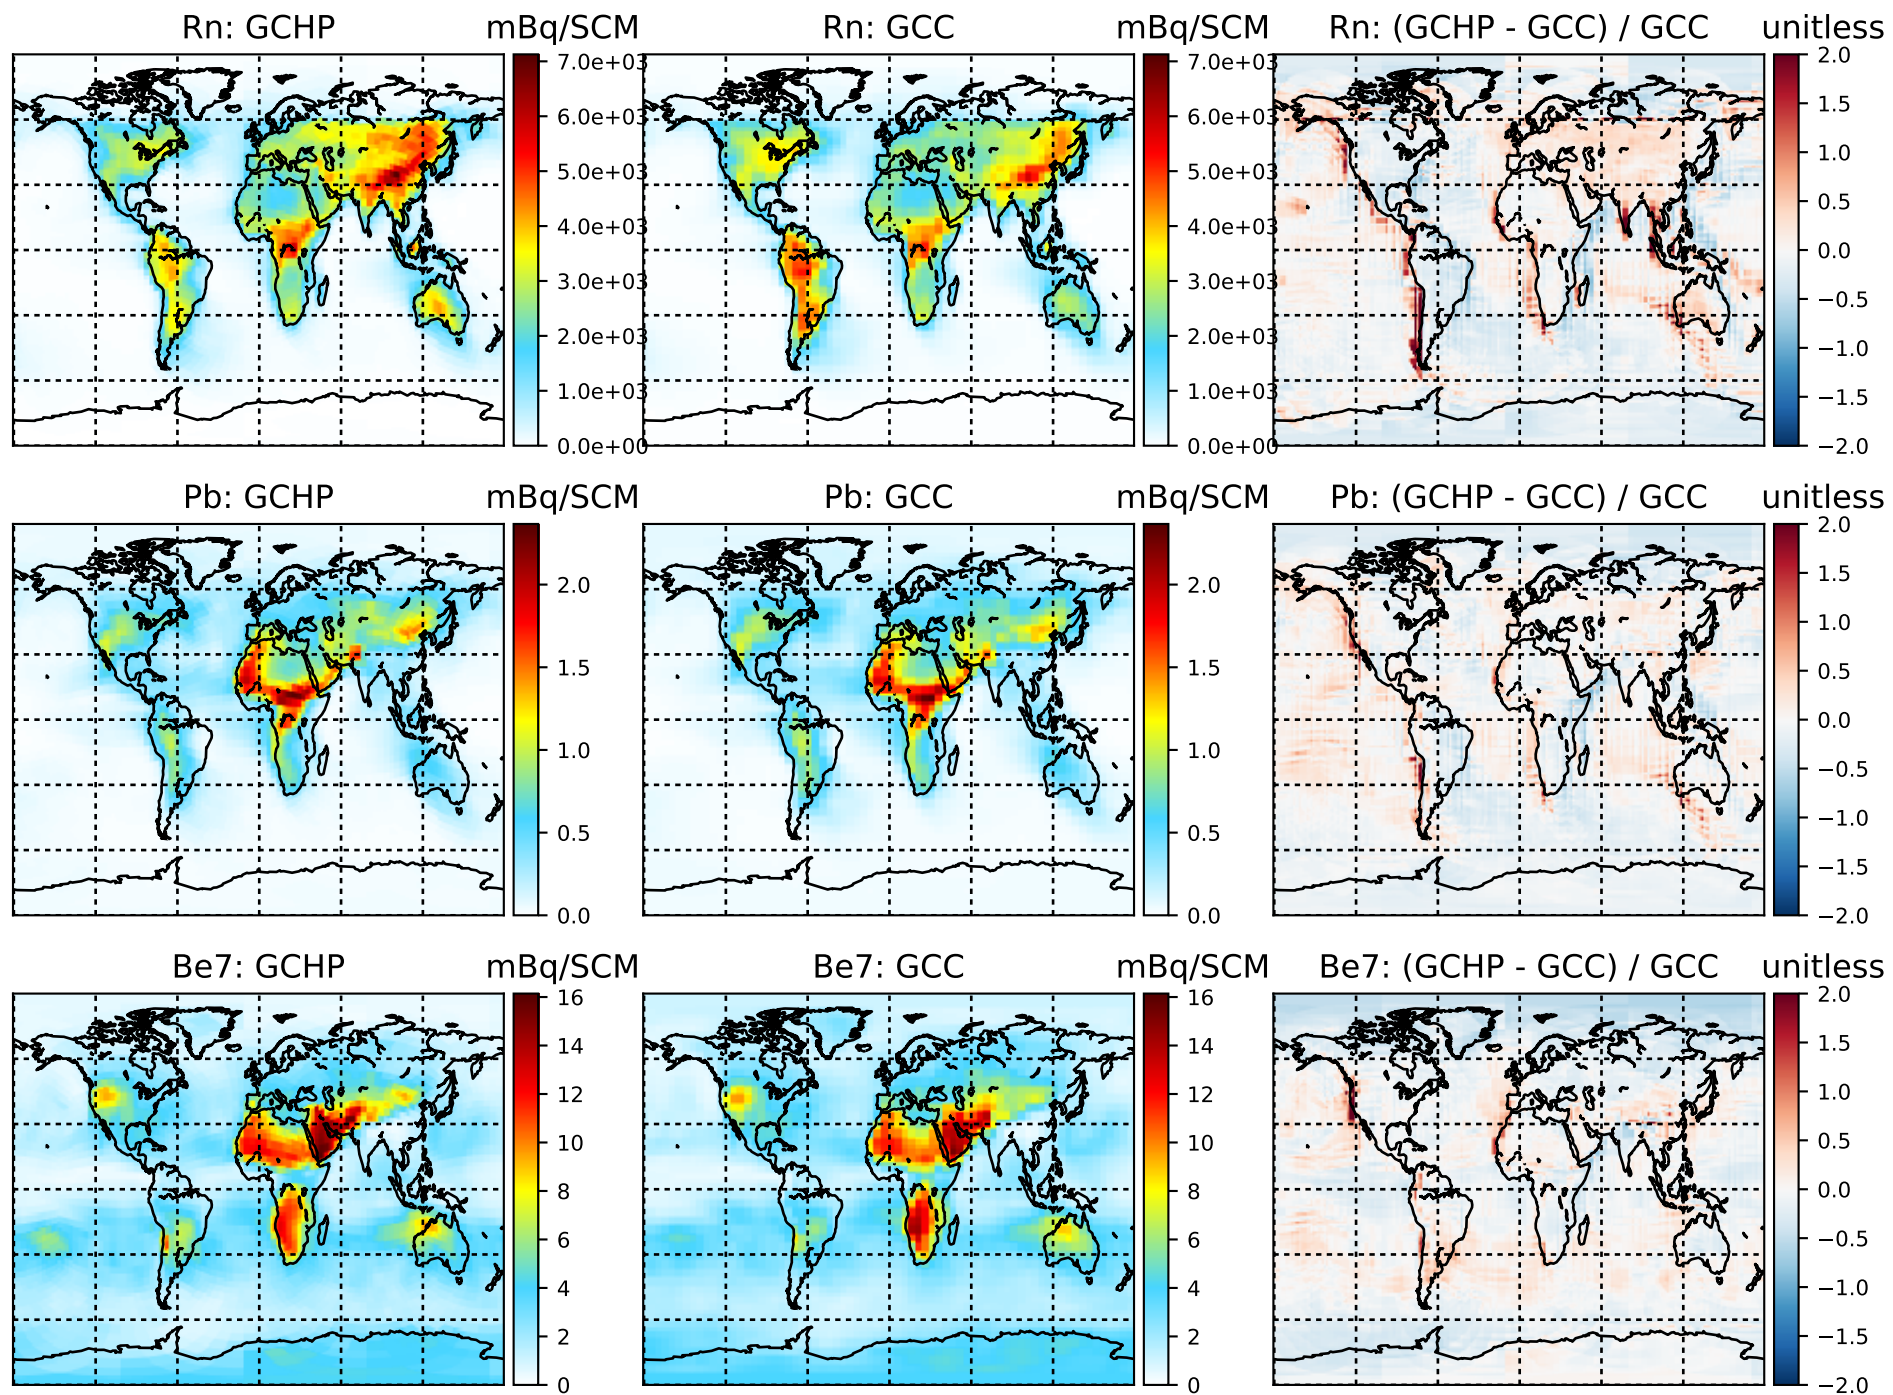 Rn: GCHP
mBq/SCM
7.0e+03
6.0e+03
5.0e+03
4.0e+03
3.0e+03
2.0e+03
1.0e+03
0.0e+00
Rn: GCC
mBq/SCM
7.0e+03
6.0e+03
5.0e+03
4.0e+03
3.0e+03
2.0e+03
1.0e+03
0.0e+00
Rn: (GCHP - GCC) / GCC
unitless
2.0
1.5
1.0
0.5
0.0
−0.5
−1.0
−1.5
−2.0
Pb: GCHP
mBq/SCM
2.0
1.5
1.0
0.5
0.0
Pb: GCC
mBq/SCM
2.0
1.5
1.0
0.5
0.0
Pb: (GCHP - GCC) / GCC
unitless
2.0
1.5
1.0
0.5
0.0
−0.5
−1.0
−1.5
−2.0
Be7: GCHP
mBq/SCM
16
14
12
10
8
6
4
2
0
Be7: GCC
mBq/SCM
16
14
12
10
8
6
4
2
0
Be7: (GCHP - GCC) / GCC
unitless
2.0
1.5
1.0
0.5
0.0
−0.5
−1.0
−1.5
−2.0